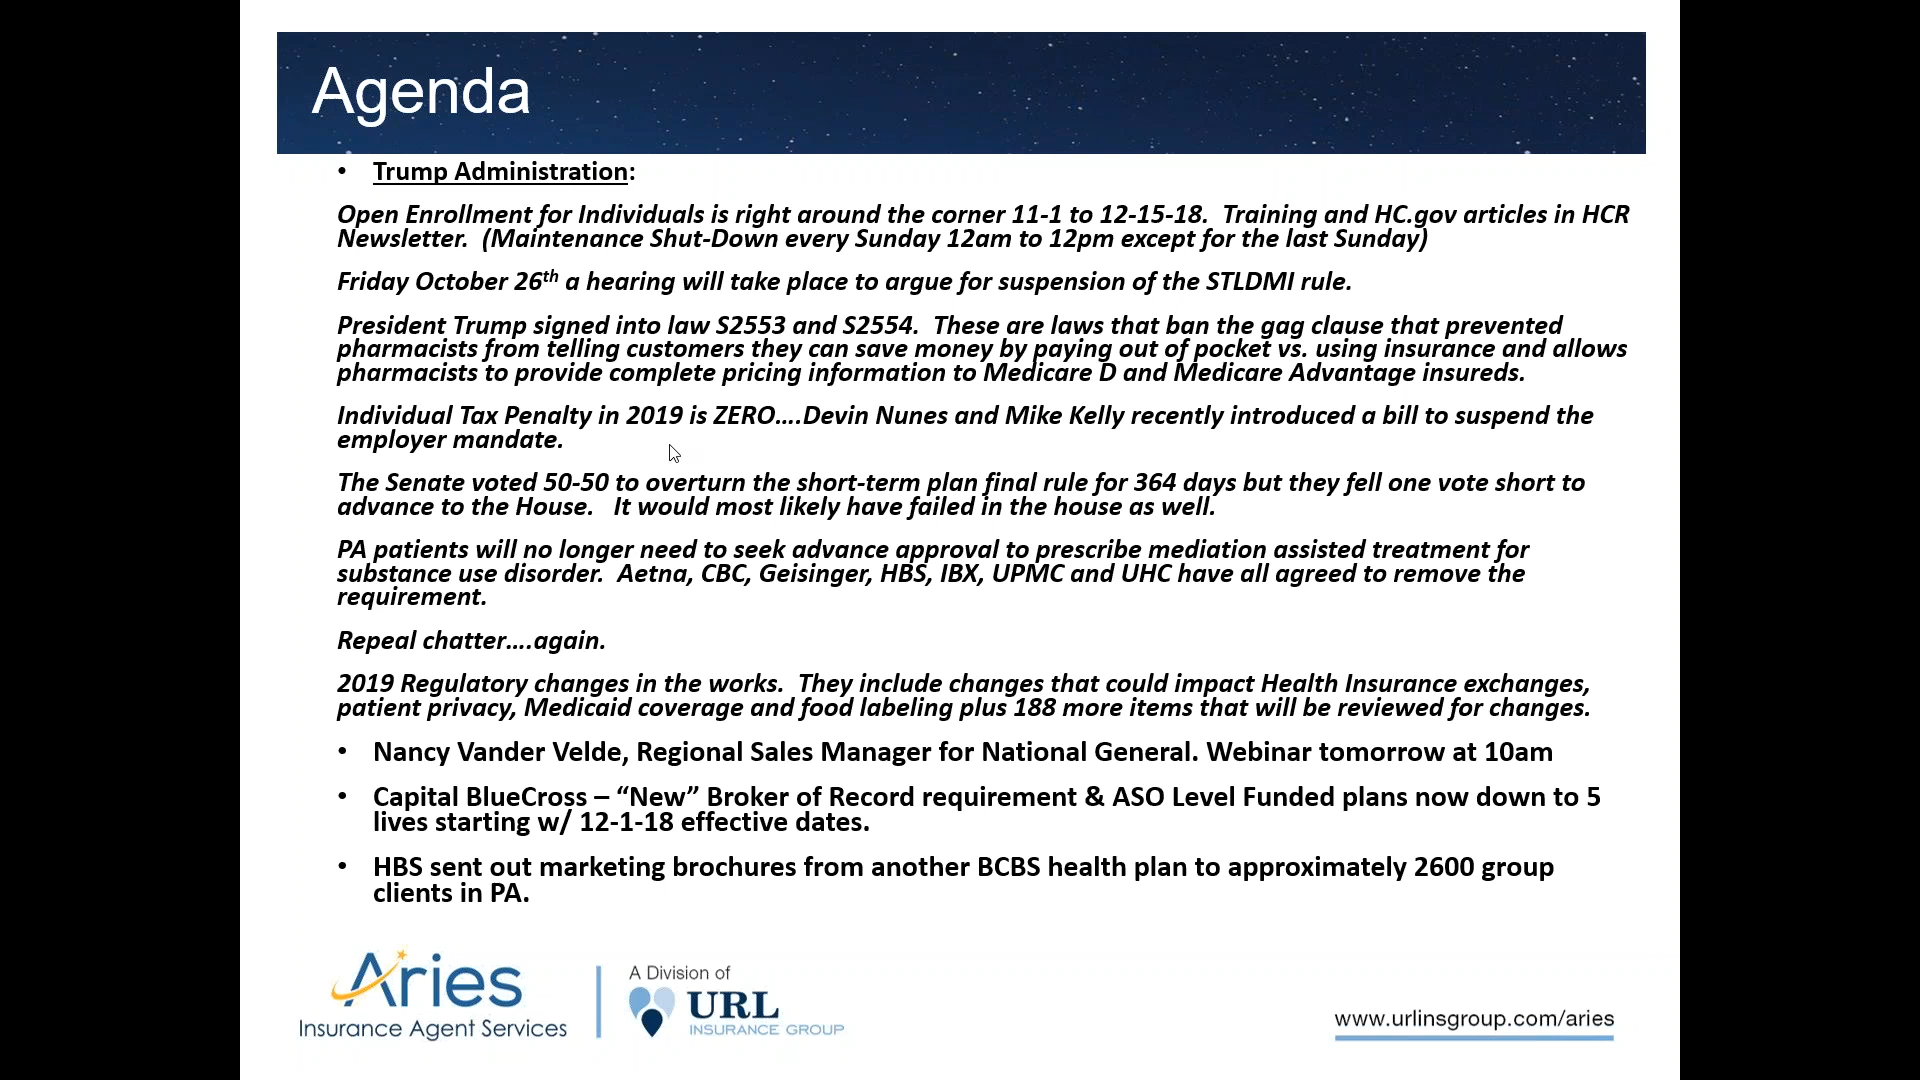 Agenda
• Trump Administration:
Open Enrollment for Individuals is right around the corner 11-1 to 12-15-18.  Training and HC.gov articles in HCR
Newsletter.  (Maintenance Shut-Down every Sunday 12am to 12pm except for the last Sunday)
Friday October 26th a hearing will take place to argue for suspension of the STLDMI rule.
President Trump signed into law S2553 and S2554.  These are laws that ban the gag clause that prevented
pharmacists from telling customers they can save money by paying out of pocket vs. using insurance and allows
pharmacists to provide complete pricing information to Medicare D and Medicare Advantage insureds.
Individual Tax Penalty in 2019 is ZERO….Devin Nunes and Mike Kelly recently introduced a bill to suspend the
employer mandate.
The Senate voted 50-50 to overturn the short-term plan final rule for 364 days but they fell one vote short to
advance to the House.   It would most likely have failed in the house as well.
PA patients will no longer need to seek advance approval to prescribe mediation assisted treatment for
substance use disorder.  Aetna, CBC, Geisinger, HBS, IBX, UPMC and UHC have all agreed to remove the
requirement.
Repeal chatter….again.
2019 Regulatory changes in the works.  They include changes that could impact Health Insurance exchanges,
patient privacy, Medicaid coverage and food labeling plus 188 more items that will be reviewed for changes.
• Nancy Vander Velde, Regional Sales Manager for National General. Webinar tomorrow at 10am
• Capital BlueCross – “New” Broker of Record requirement & ASO Level Funded plans now down to 5
lives starting w/ 12-1-18 effective dates.
• HBS sent out marketing brochures from another BCBS health plan to approximately 2600 group
clients in PA.
Aries
Insurance Agent Services
A Division of
URL
INSURANCE GROUP
www.urlinsgroup.com/aries